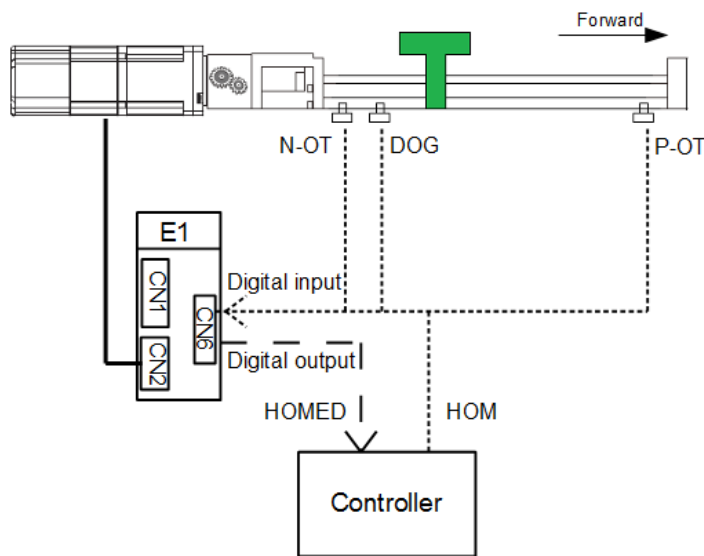 Forward
N-OT
DOG
P-OT
E1
CN1
CN6
CN2
Digital input
Digital output
HOMED
HOM
Controller